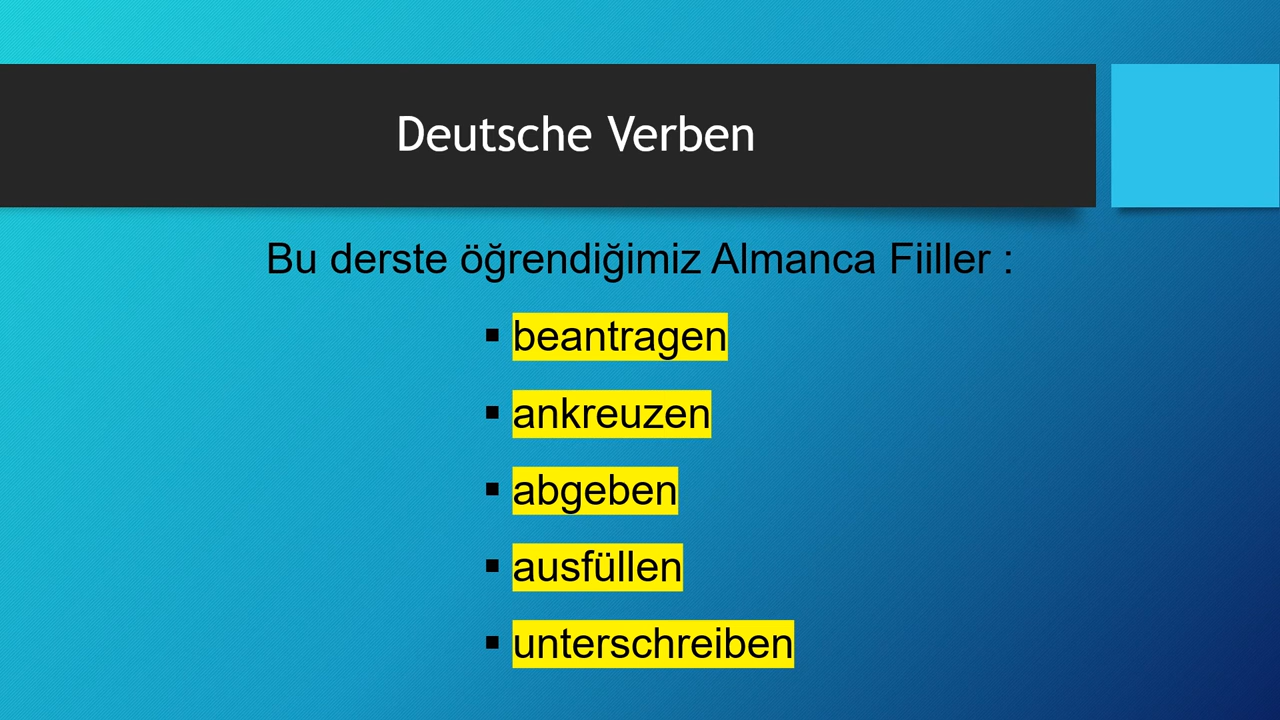 Deutsche Verben
Bu derste öğrendiğimiz Almanca Fiiller :
▪ beantragen
▪ ankreuzen
▪ abgeben
▪ ausfüllen
▪ unterschreiben